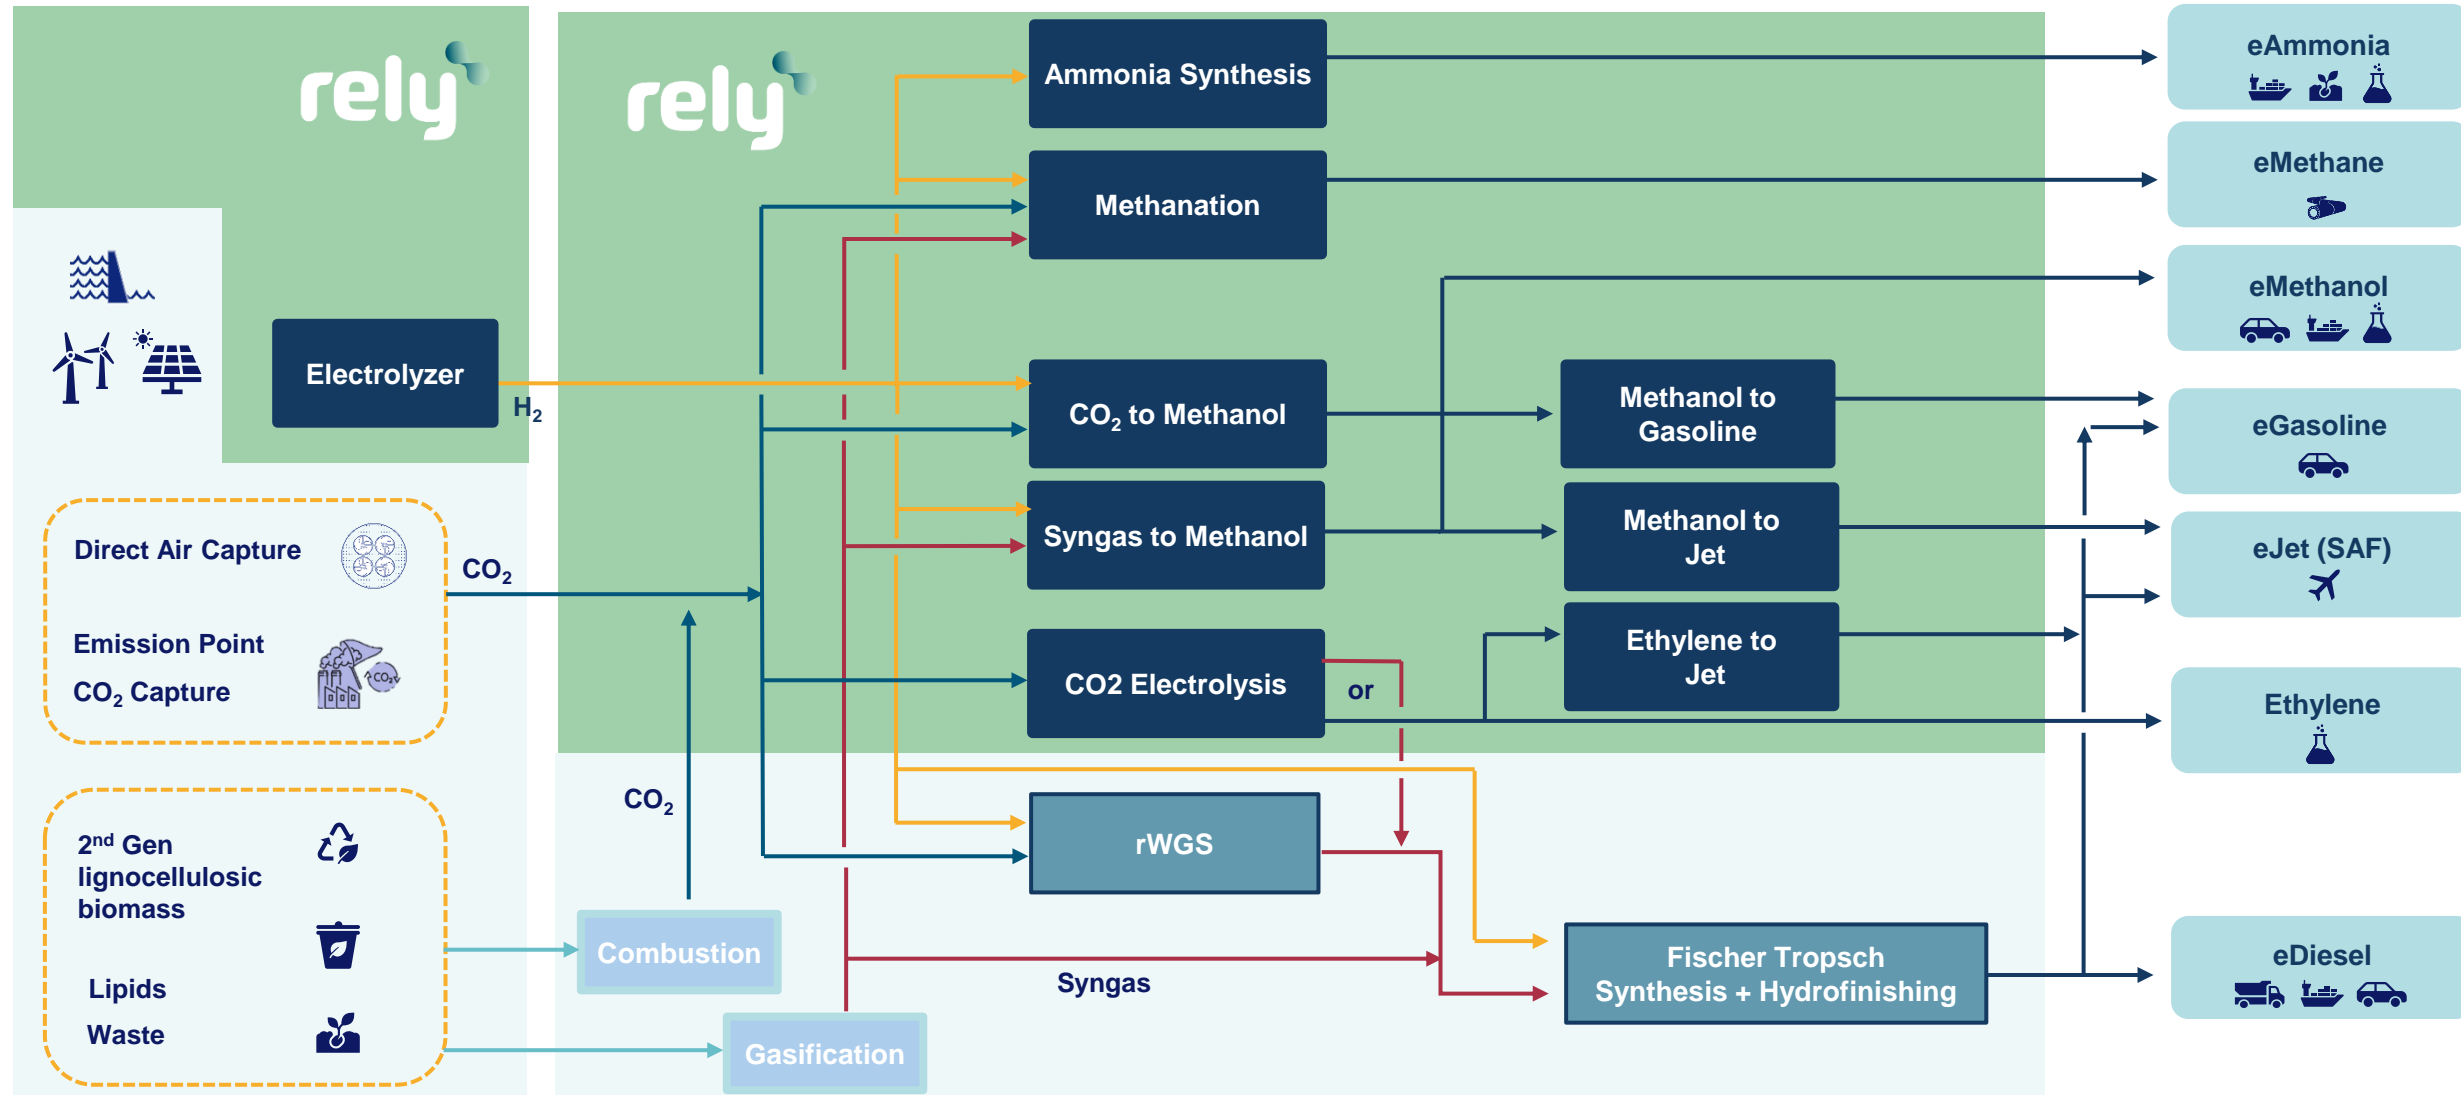 rely
rely
Electrolyzer
H2
Direct Air Capture
Emission Point
CO2 Capture
CO2
CO2
2nd Gen
lignocellulosic
biomass
Lipids
Waste
CO2
Combustion
Gasification
Syngas
Ammonia Synthesis
Methanation
CO2 to Methanol
Syngas to Methanol
CO2 Electrolysis
or
rWGS
Methanol to
Gasoline
Methanol to
Jet
Ethylene to
Jet
Fischer Tropsch
Synthesis + Hydrofinishing
eAmmonia
eMethane
eMethanol
eGasoline
eJet (SAF)
Ethylene
eDiesel